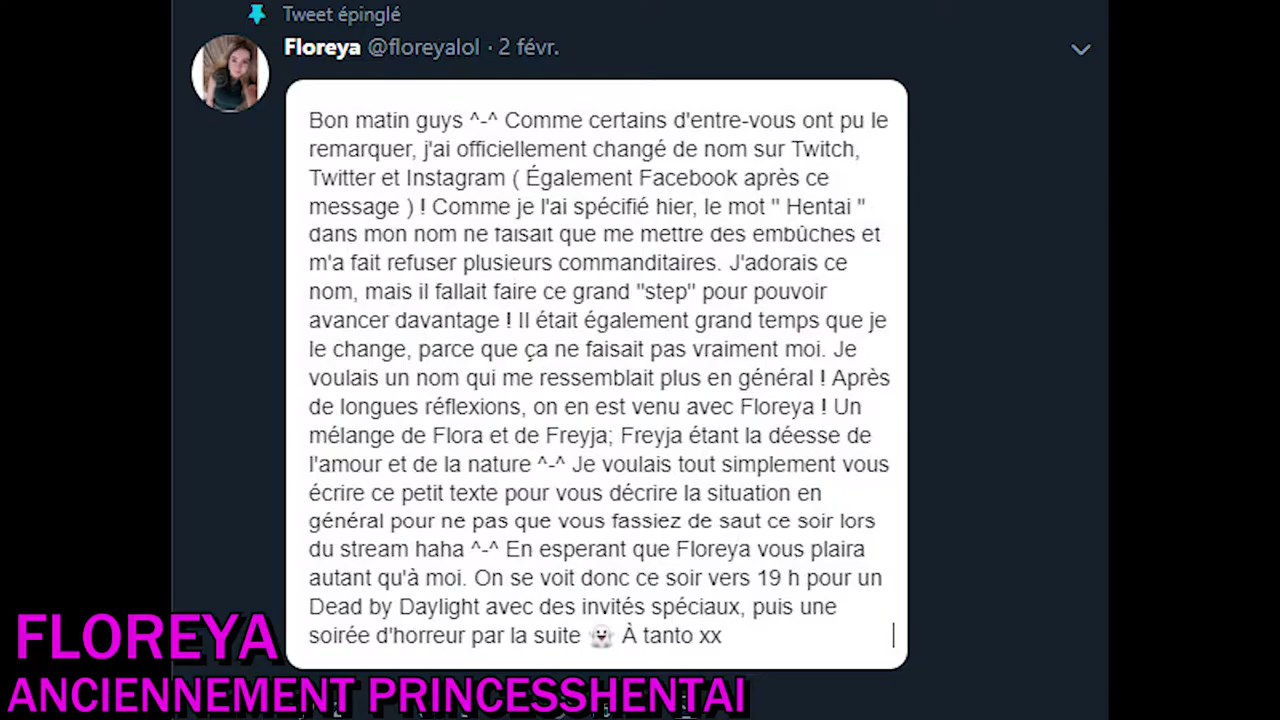 Tweet épinglé
Floreya @floreyalol · 2 févr.
Bon matin guys ^-^ Comme certains d'entre-vous ont pu le
remarquer, j'ai officiellement changé de nom sur Twitch,
Twitter et Instagram ( Également Facebook après ce
message ) ! Comme je l'ai spécifié hier, le mot " Hentai "
dans mon nom ne faisait que me mettre des embûches et
m'a fait refuser plusieurs commanditaires. J'adorais ce
nom, mais il fallait faire ce grand "step" pour pouvoir
avancer davantage ! Il était également grand temps que je
le change, parce que ça ne faisait pas vraiment moi. Je
voulais un nom qui me ressemblait plus en général ! Après
de longues réflexions, on en est venu avec Floreya ! Un
mélange de Flora et de Freyja; Freyja étant la déesse de
l'amour et de la nature ^-^ Je voulais tout simplement vous
écrire ce petit texte pour vous décrire la situation en
général pour ne pas que vous fassiez de saut ce soir lors
du stream haha ^-^ En esperant que Floreya vous plaira
autant qu'à moi. On se voit donc ce soir vers 19 h pour un
Dead by Daylight avec des invités spéciaux, puis une
soirée d'horreur par la suite 👻 À tanto xx
FLOREYA
ANCIENNEMENT PRINCESSHENTAI